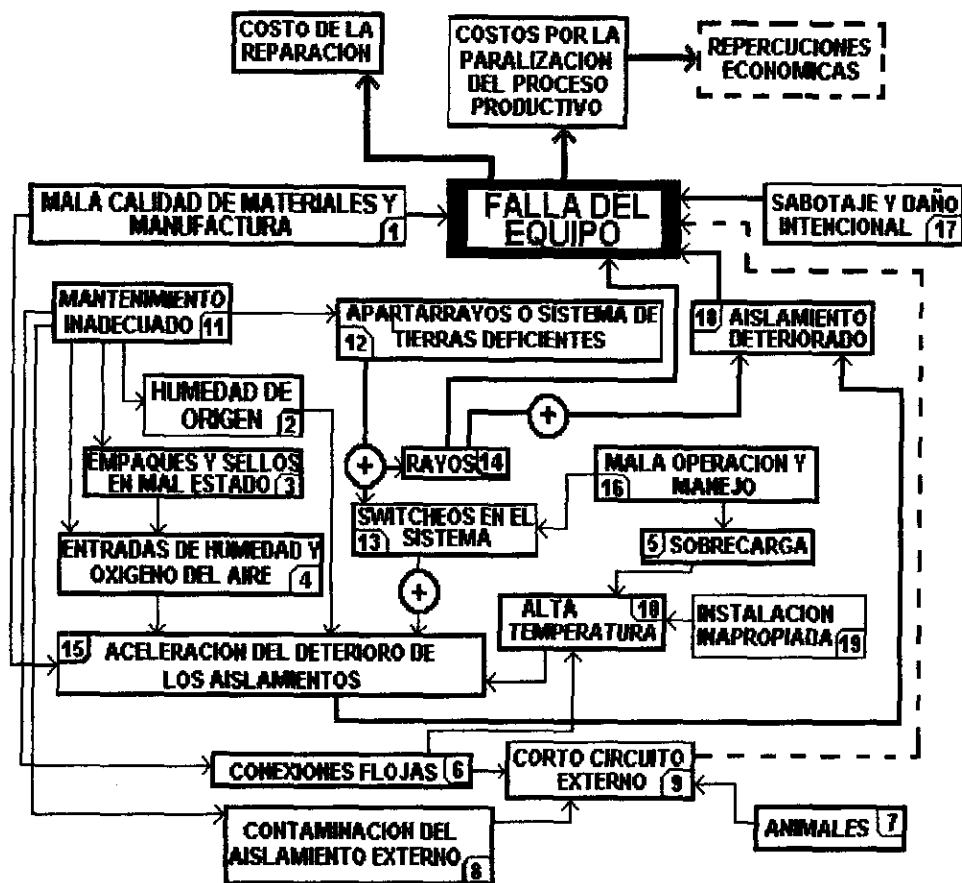 COSTO DE LA
REPARACION
COSTOS POR LA
PARALIZACION
DEL PROCESO
PRODUCTIVO
REPERCUCIONES
ECONOMICAS
MALA CALIDAD DE MATERIALES Y
MANUFACTURA 1
FALLA DEL
EQUIPO
SABOTAJE Y DAÑO
INTENCIONAL 17
MANTENIMIENTO
INADECUADO 11
APARTARRAYOS O SISTEMA DE
12 TIERRAS DEFICIENTES
18 AISLAMIENTO
DETERIORADO
HUMEDAD DE
ORIGEN 2
+
EMPAQUES Y SELLOS
EN MAL ESTADO 3
+
RAYOS 14
MALA OPERACION Y
16 MANEJO
SWITCHEOS EN EL
13 SISTEMA
5 SOBRECARGA
ENTRADAS DE HUMEDAD Y
OXIGENO DEL AIRE 4
+
ALTA 18
TEMPERATURA
INSTALACION
INAPROPIADA 19
15 ACELERACION DEL DETERIORO DE
LOS AISLAMIENTOS
CONEXIONES FLOJAS 6
CORTO CIRCUITO
EXTERNO 9
CONTAMINACION DEL
AISLAMIENTO EXTERNO 8
ANIMALES 7